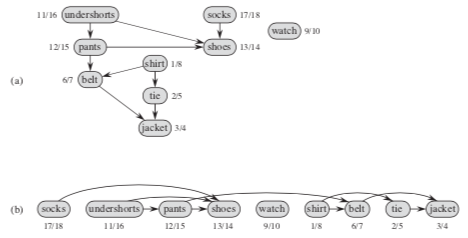 11/16 undershorts socks 17/18
watch 9/10
12/15 pants shoes 13/14
shirt 1/8
(a) 6/7 belt
tie 2/5
jacket 3/4
(b) socks undershorts pants shoes watch shirt belt tie jacket
17/18 11/16 12/15 13/14 9/10 1/8 6/7 2/5 3/4